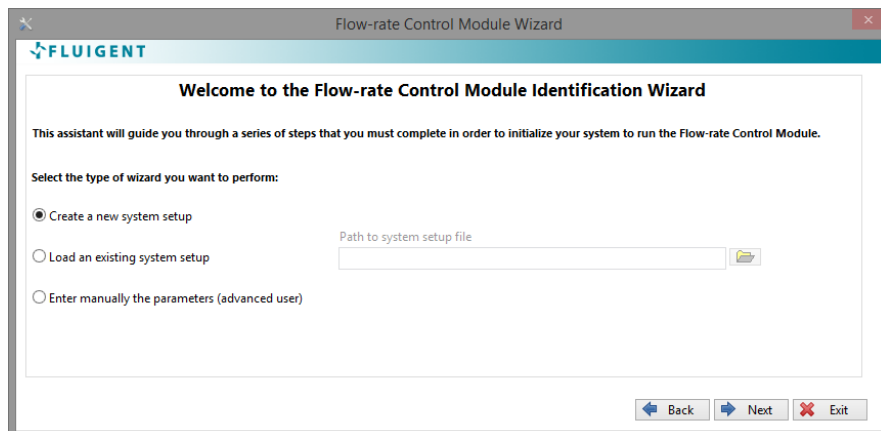 Flow-rate Control Module Wizard
FLUIGENT
Welcome to the Flow-rate Control Module Identification Wizard
This assistant will guide you through a series of steps that you must complete in order to initialize your system to run the Flow-rate Control Module.
Select the type of wizard you want to perform:
Create a new system setup
Path to system setup file
Load an existing system setup
Enter manually the parameters (advanced user)
Back Next Exit